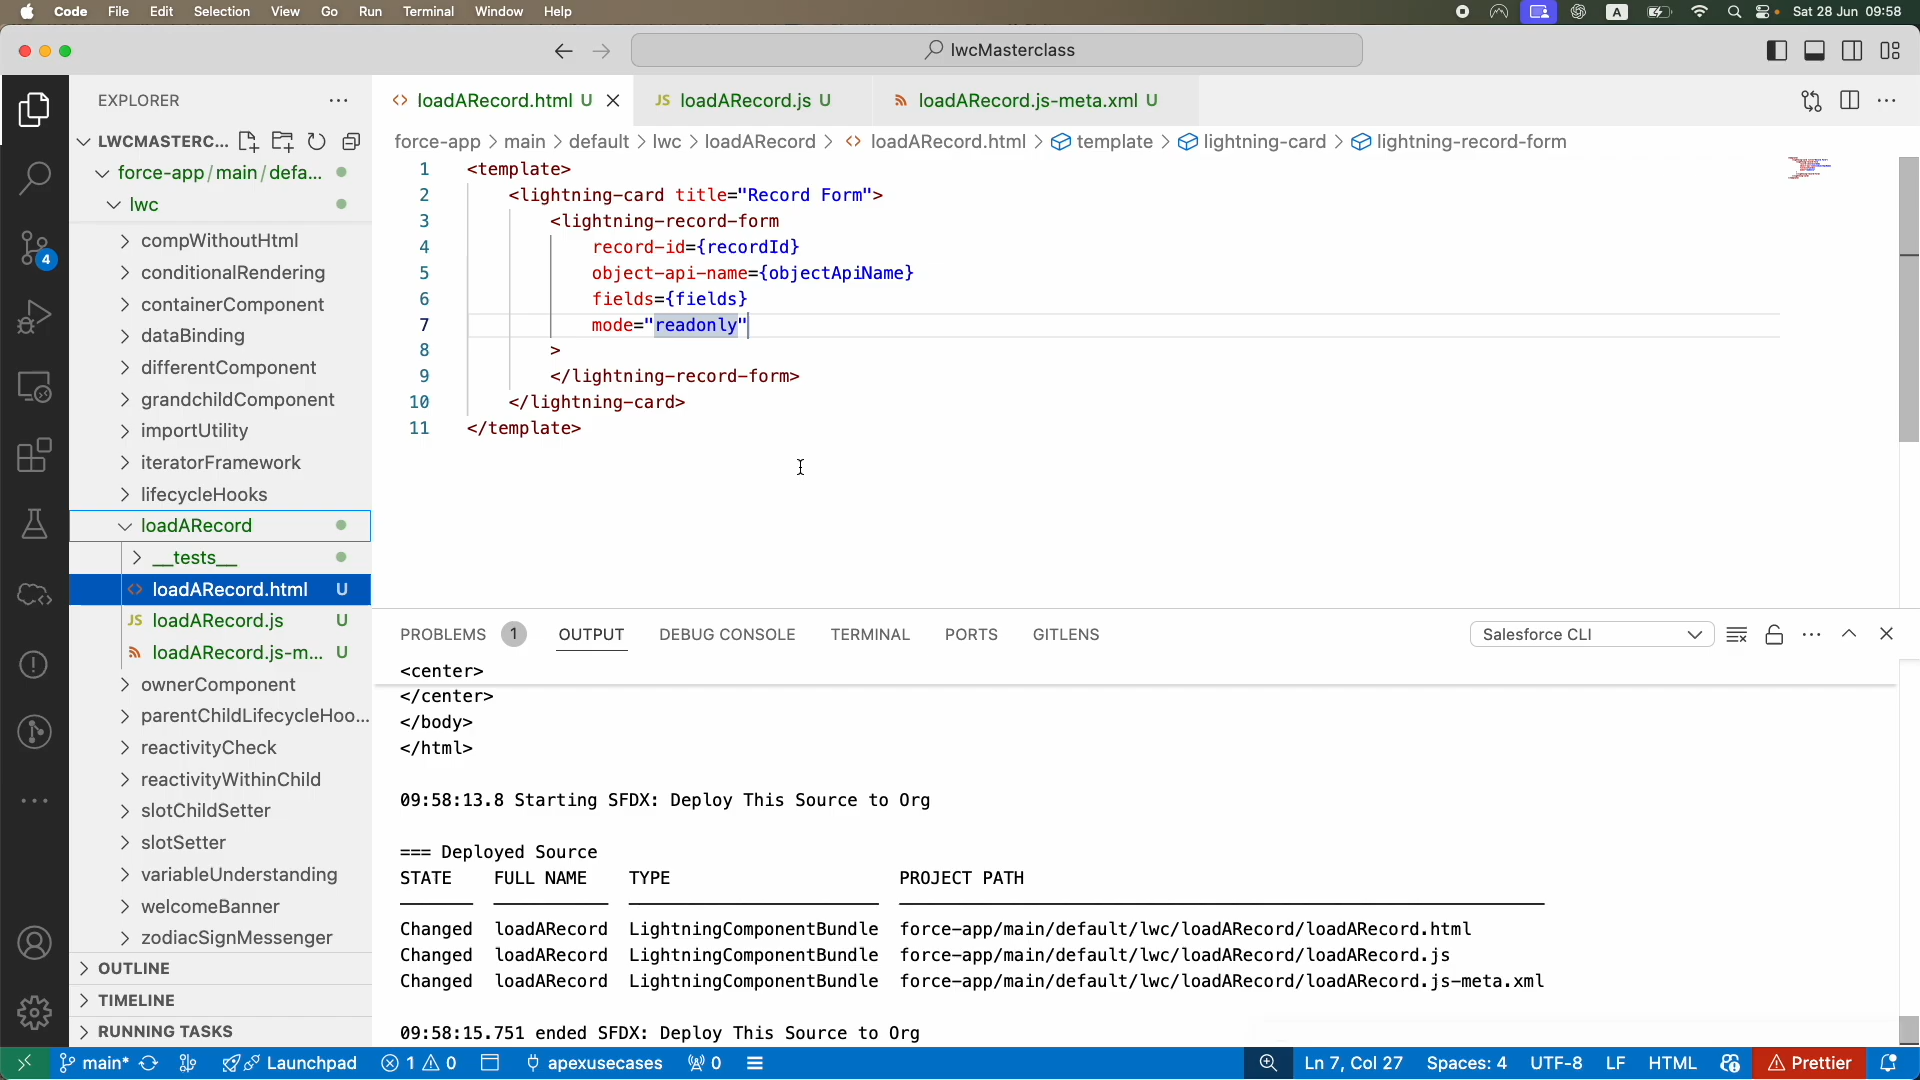 Code File Edit Selection View Go Run Terminal Window Help
A
Sat 28 Jun 09:58
lwcMasterclass
EXPLORER
LWCMASTERC...
force-app/main/defa...
lwc
compWithoutHtml
conditionalRendering
containerComponent
dataBinding
differentComponent
grandchildComponent
importUtility
iteratorFramework
lifecycleHooks
loadARecord
__tests__
loadARecord.html U
JS loadARecord.js U
loadARecord.js-m... U
ownerComponent
parentChildLifecycleHoo...
reactivityCheck
reactivityWithinChild
slotChildSetter
slotSetter
variableUnderstanding
welcomeBanner
zodiacSignMessenger
OUTLINE
TIMELINE
RUNNING TASKS
4
<> loadARecord.html U
JS loadARecord.js U
loadARecord.js-meta.xml U
force-app > main > default > lwc > loadARecord > <> loadARecord.html > template > lightning-card > lightning-record-form
1 <template>
2 <lightning-card title="Record Form">
3 <lightning-record-form
4 record-id={recordId}
5 object-api-name={objectApiName}
6 fields={fields}
7 mode="readonly"
8 >
9 </lightning-record-form>
10 </lightning-card>
11 </template>
PROBLEMS 1 OUTPUT DEBUG CONSOLE TERMINAL PORTS GITLENS
Salesforce CLI
<center>
</center>
</body>
</html>
09:58:13.8 Starting SFDX: Deploy This Source to Org
=== Deployed Source
STATE FULL NAME TYPE PROJECT PATH
Changed loadARecord LightningComponentBundle force-app/main/default/lwc/loadARecord/loadARecord.html
Changed loadARecord LightningComponentBundle force-app/main/default/lwc/loadARecord/loadARecord.js
Changed loadARecord LightningComponentBundle force-app/main/default/lwc/loadARecord/loadARecord.js-meta.xml
09:58:15.751 ended SFDX: Deploy This Source to Org
main* Launchpad 1 0 apexusecases 0 Ln 7, Col 27 Spaces: 4 UTF-8 LF HTML Prettier